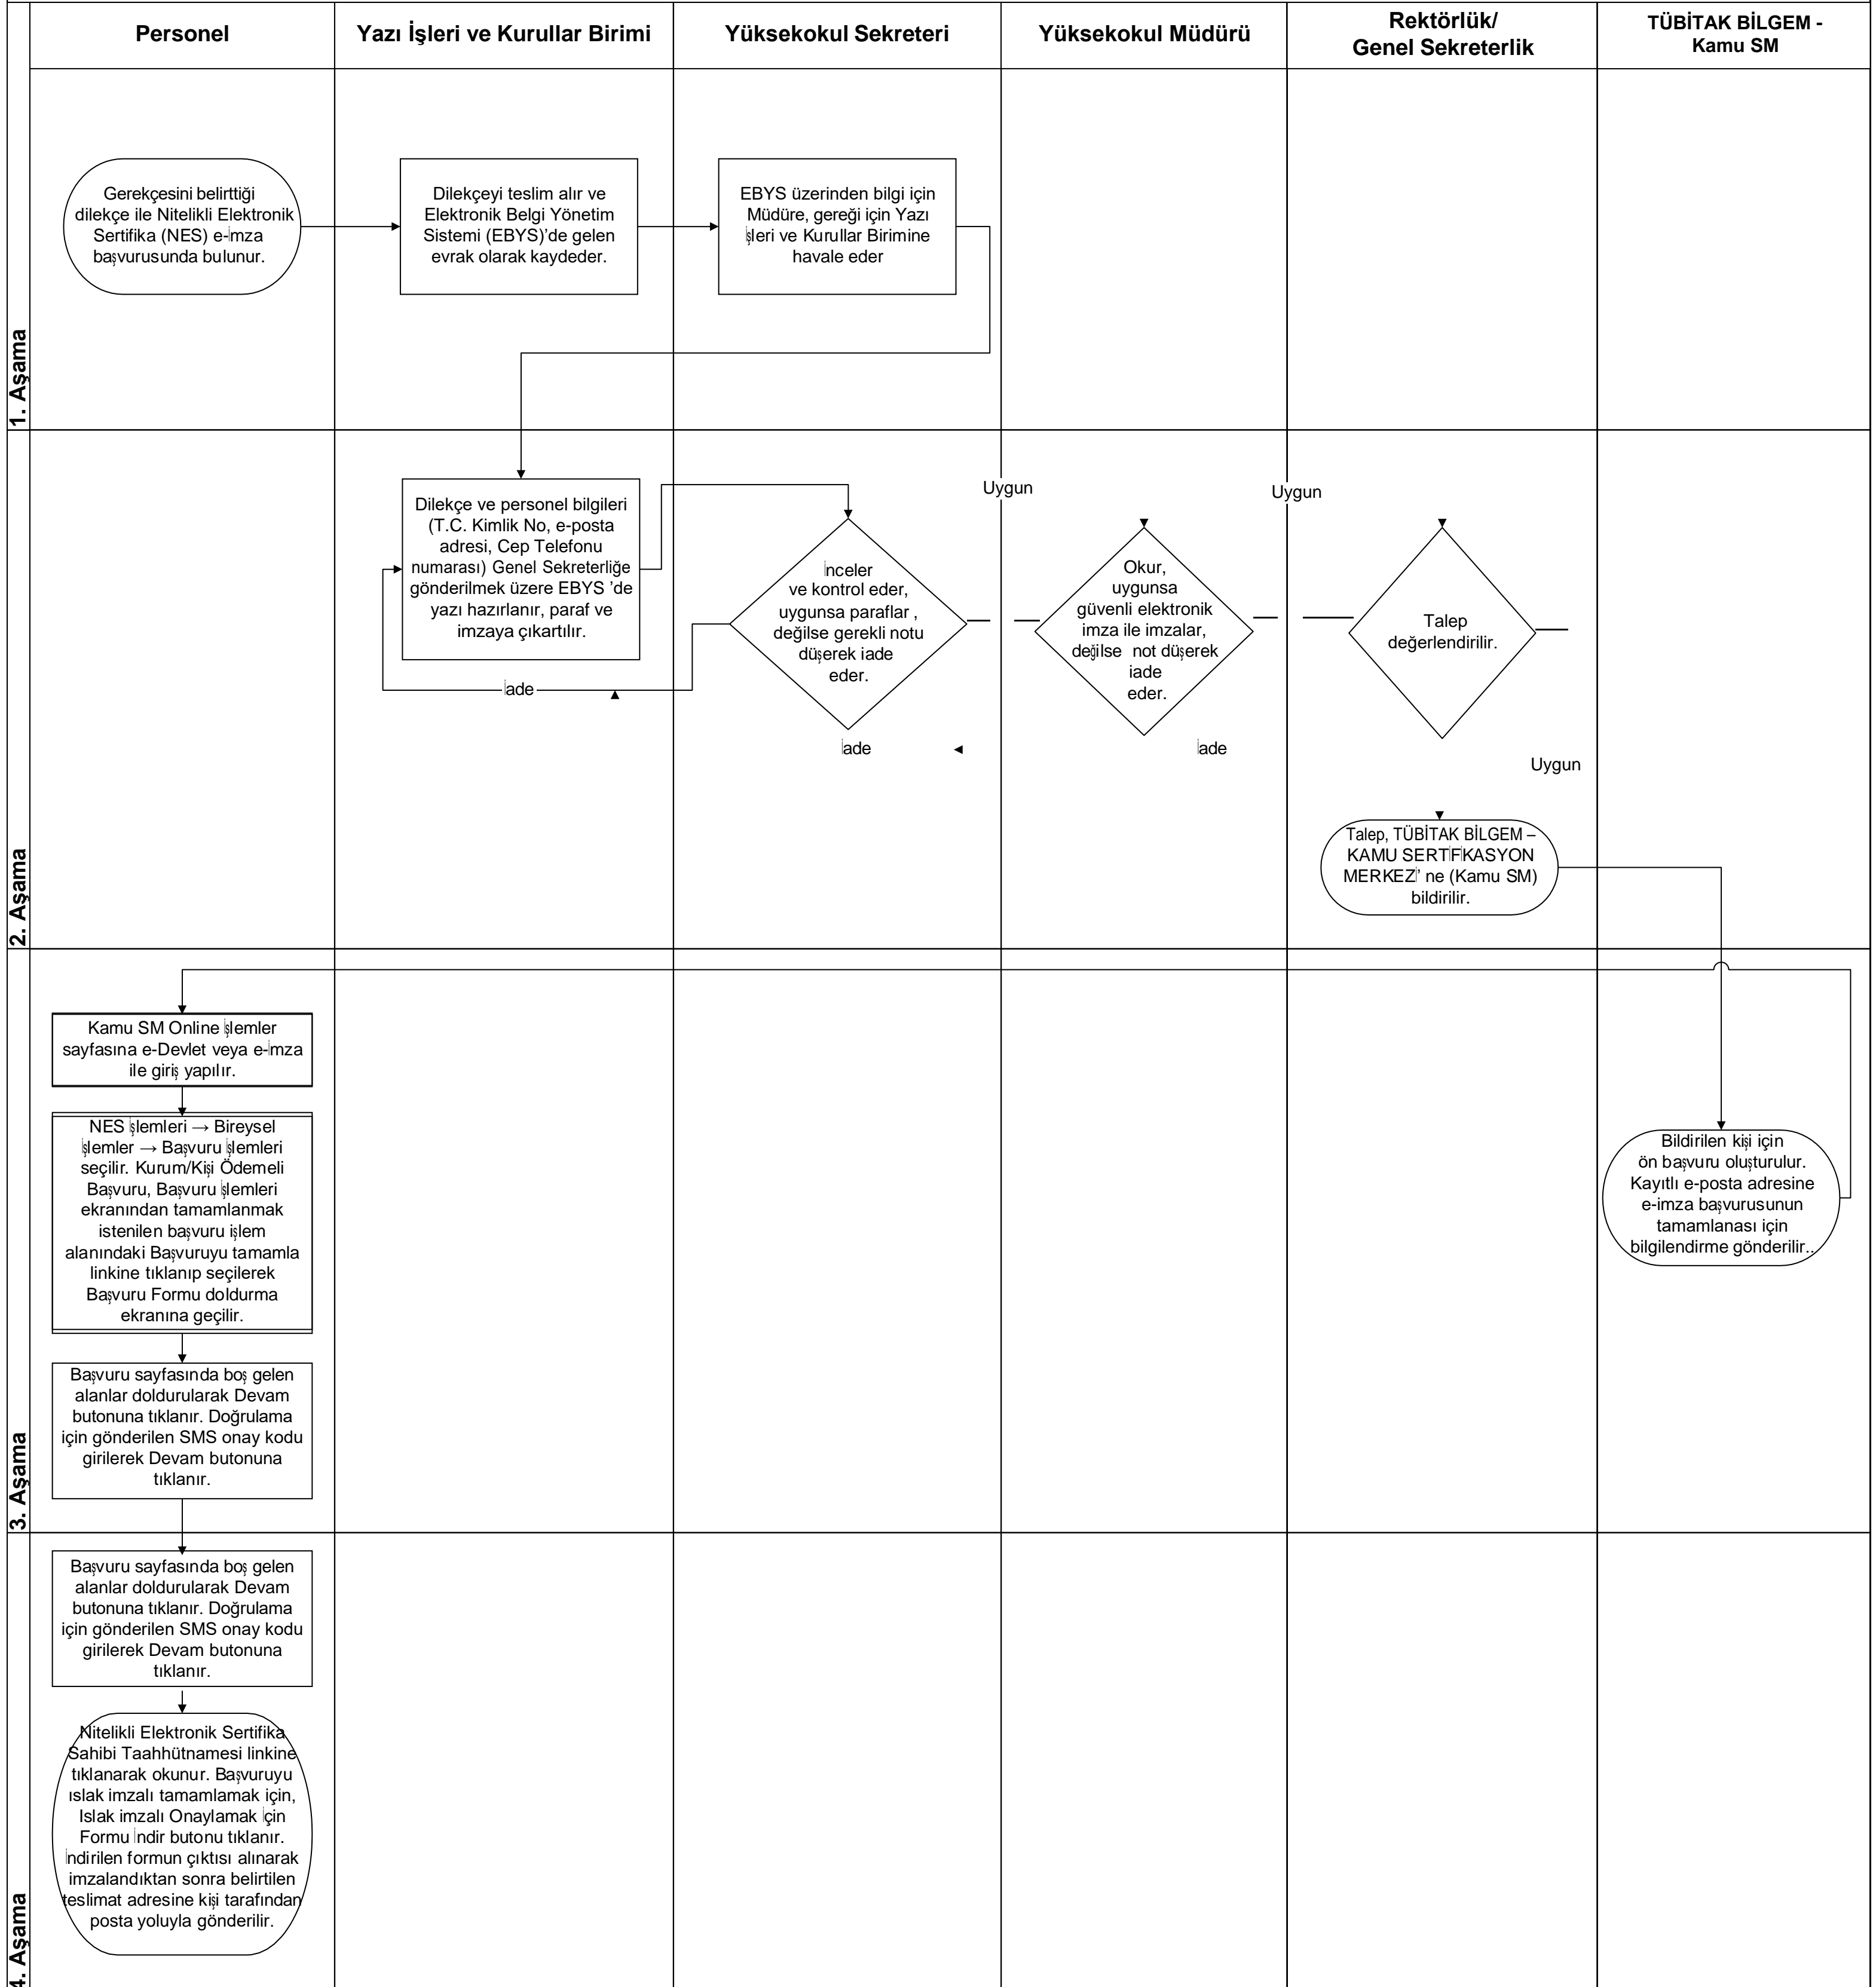 Personel
Yazı İşleri ve Kurullar Birimi
Yüksekokul Sekreteri
Yüksekokul Müdürü
Rektörlük/
Genel Sekreterlik
TÜBİTAK BİLGEM -
Kamu SM
1. Aşama
Gerekçesini belirttiği
dilekçe ile Nitelikli Elektronik
Sertifika (NES) e-imza
başvurusunda bulunur.
Dilekçeyi teslim alır ve
Elektronik Belgi Yönetim
Sistemi (EBYS)’de gelen
evrak olarak kaydeder.
EBYS üzerinden bilgi için
Müdüre, gereği için Yazı
İşleri ve Kurullar Birimine
havale eder
2. Aşama
Dilekçe ve personel bilgileri
(T.C. Kimlik No, e-posta
adresi, Cep Telefonu
numarası) Genel Sekreterliğe
gönderilmek üzere EBYS ’de
yazı hazırlanır, paraf ve
imzaya çıkartılır.
İade
İnceler
ve kontrol eder,
uygunsa paraflar ,
değilse gerekli notu
düşerek iade
eder.
İade
Uygun
Okur,
uygunsa
güvenli elektronik
imza ile imzalar,
değilse not düşerek
iade
eder.
İade
Uygun
Talep
değerlendirilir.
Uygun
Talep, TÜBİTAK BİLGEM –
KAMU SERTİFİKASYON
MERKEZİ’ ne (Kamu SM)
bildirilir.
3. Aşama
Kamu SM Online İşlemler
sayfasına e-Devlet veya e-İmza
ile giriş yapılır.
NES İşlemleri → Bireysel
İşlemler → Başvuru İşlemleri
seçilir. Kurum/Kişi Ödemeli
Başvuru, Başvuru İşlemleri
ekranından tamamlanmak
istenilen başvuru işlem
alanındaki Başvuruyu tamamla
linkine tıklanıp seçilerek
Başvuru Formu doldurma
ekranına geçilir.
Başvuru sayfasında boş gelen
alanlar doldurularak Devam
butonuna tıklanır. Doğrulama
için gönderilen SMS onay kodu
girilerek Devam butonuna
tıklanır.
Bildirilen kişi için
ön başvuru oluşturulur.
Kayıtlı e-posta adresine
e-imza başvurusunun
tamamlanası için
bilgilendirme gönderilir..
4. Aşama
Başvuru sayfasında boş gelen
alanlar doldurularak Devam
butonuna tıklanır. Doğrulama
için gönderilen SMS onay kodu
girilerek Devam butonuna
tıklanır.
Nitelikli Elektronik Sertifika
Sahibi Taahhütnamesi linkine
tıklanarak okunur. Başvuruyu
ıslak imzalı tamamlamak için,
Islak imzalı Onaylamak İçin
Formu İndir butonu tıklanır.
İndirilen formun çıktısı alınarak
imzalandıktan sonra belirtilen
teslimat adresine kişi tarafından
posta yoluyla gönderilir.